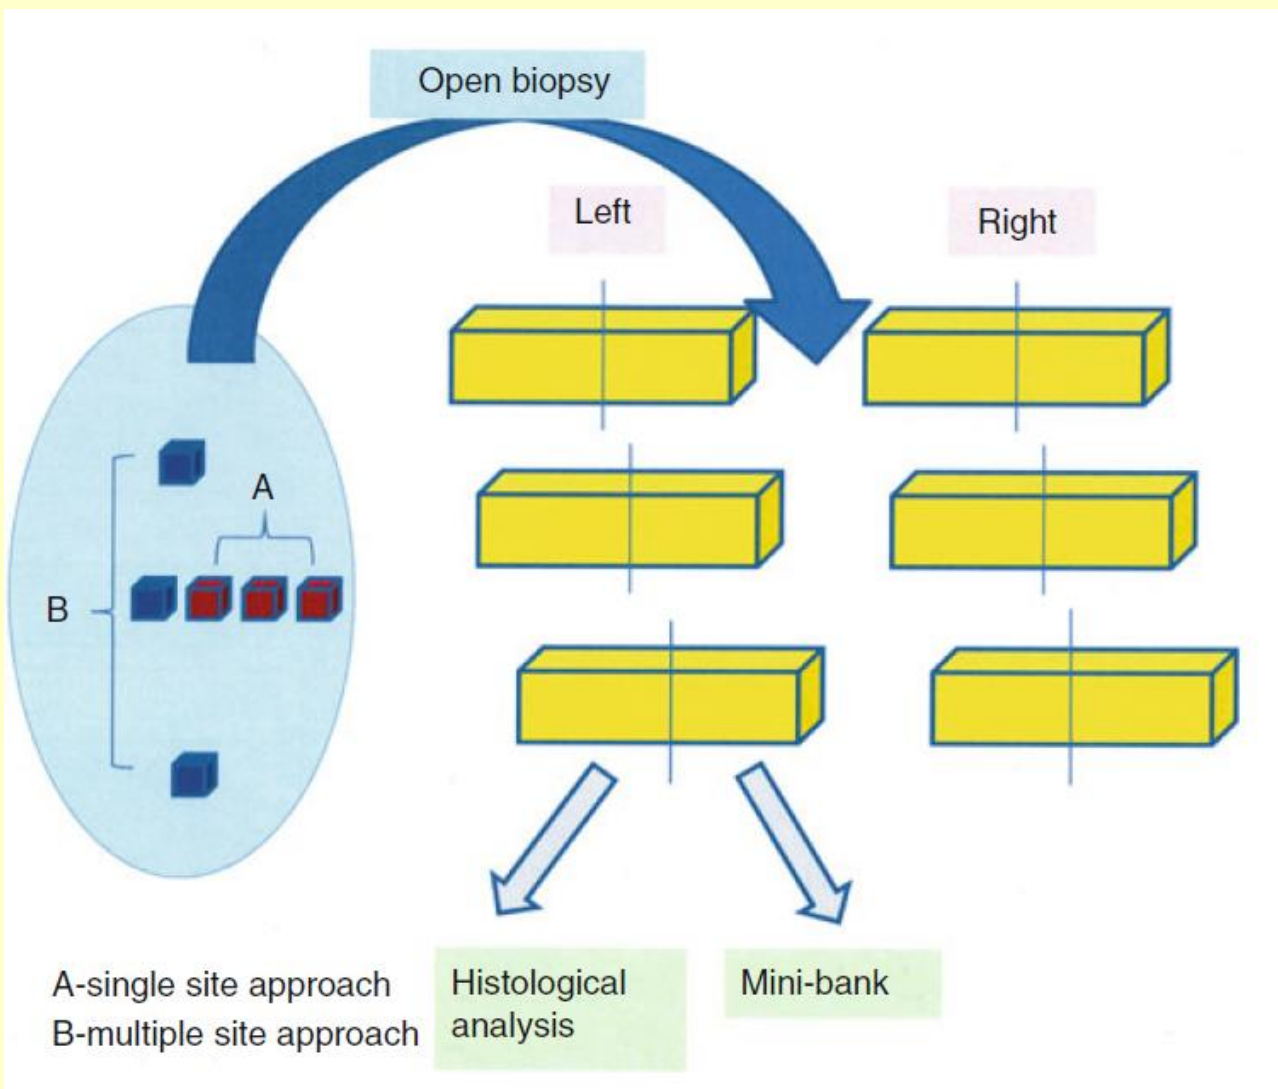 Open biopsy
Left
Right
A
B
A-single site approach
B-multiple site approach
Histological
analysis
Mini-bank